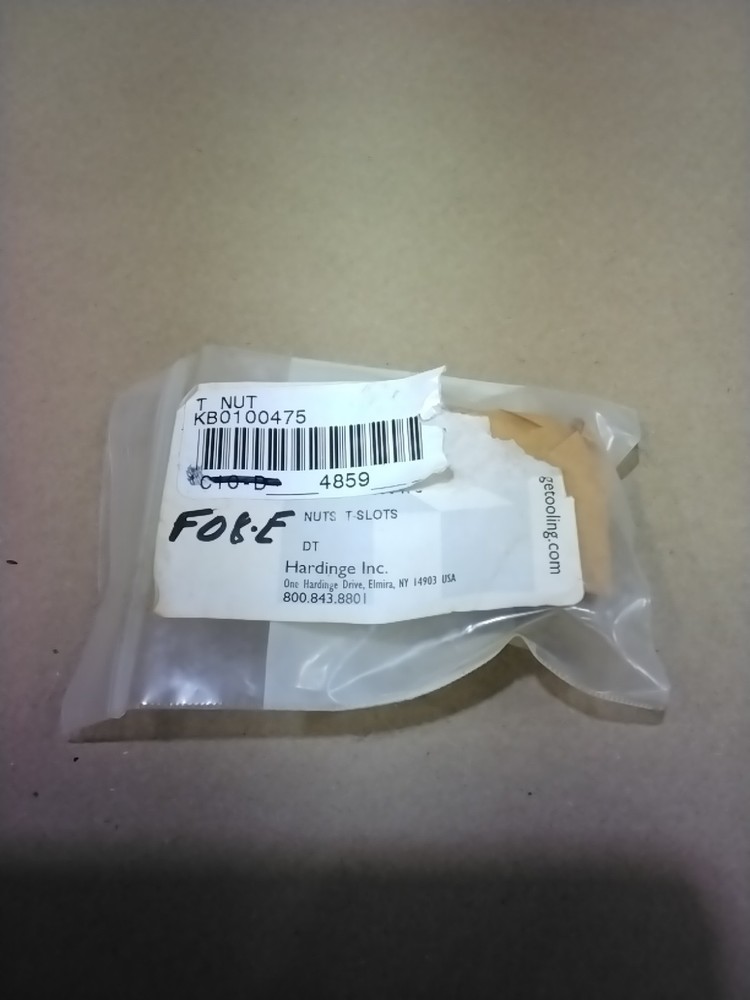 T NUT
KB0100475
C10-D 4859
F08-E
NUTS T-SLOTS
DT
Hardinge Inc.
One Hardinge Drive, Elmira, NY 14903 USA
800.843.8801
getooling.com